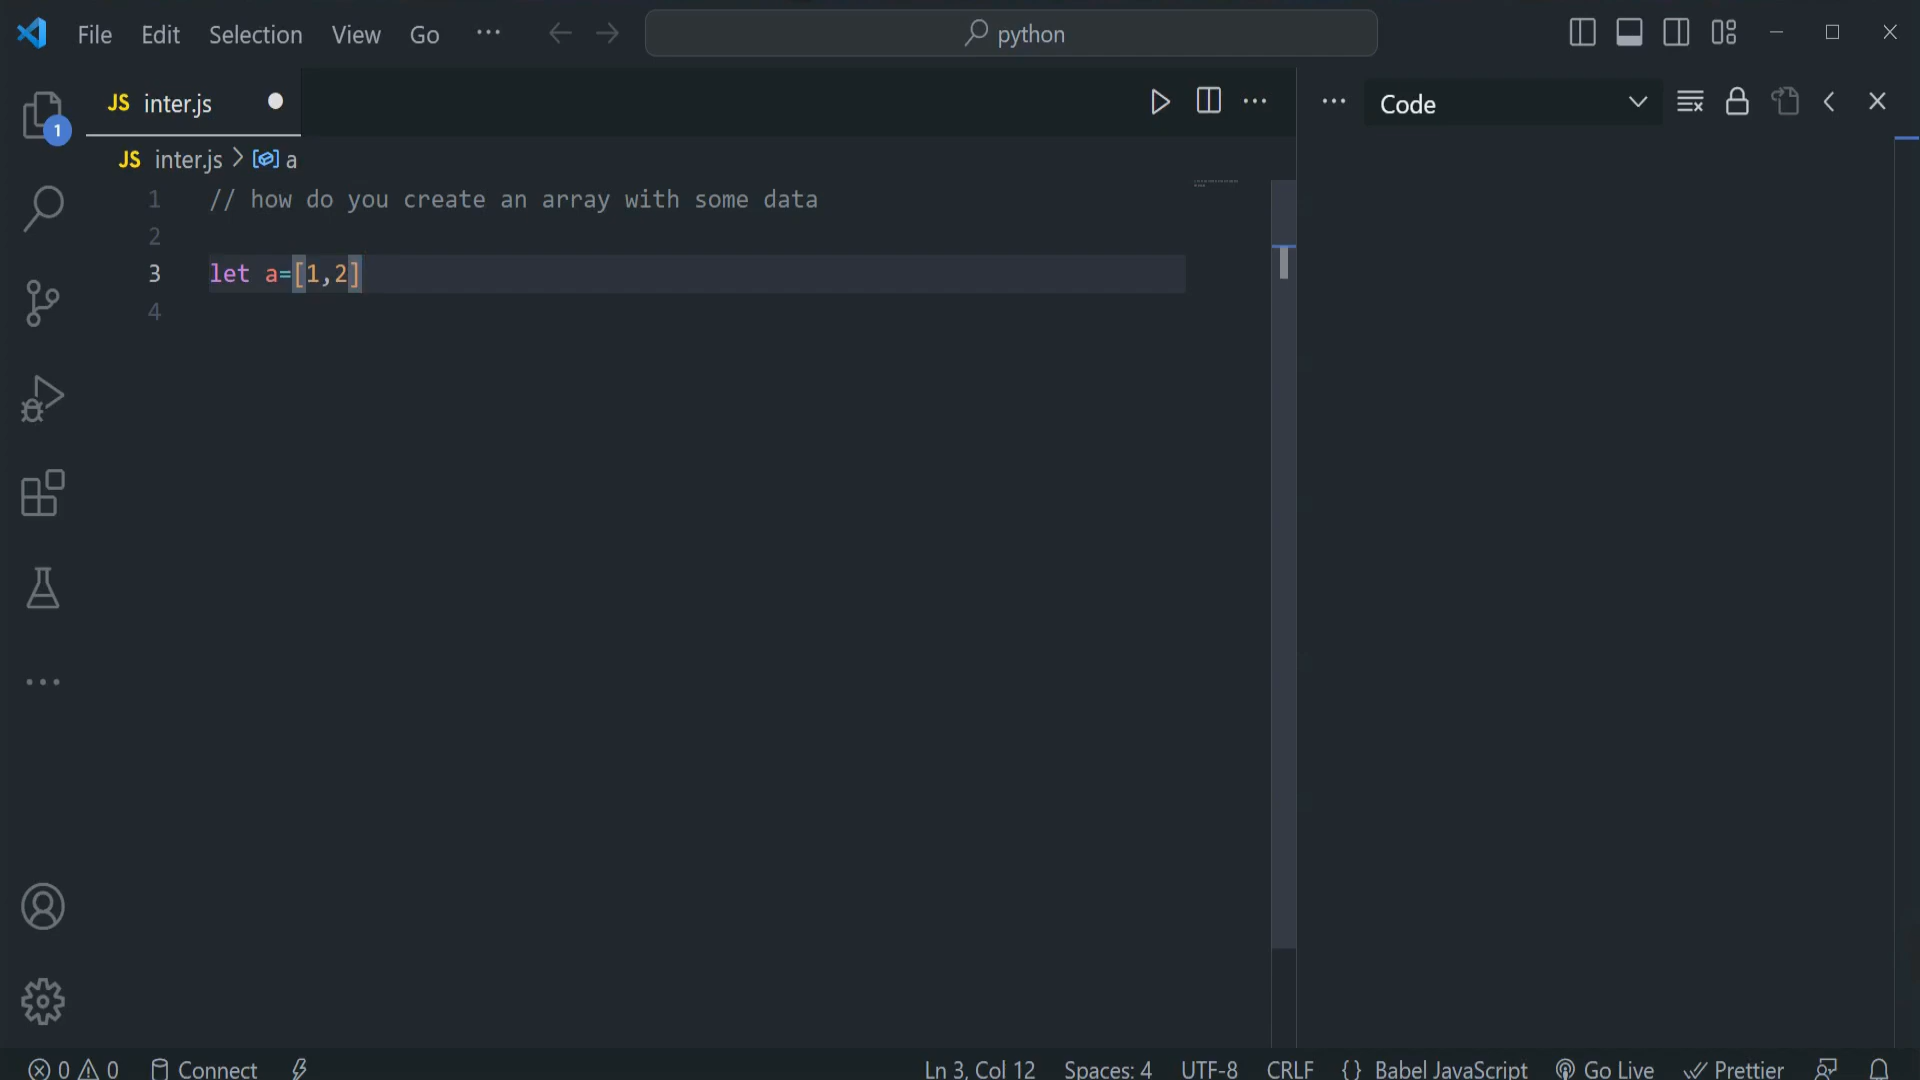 File Edit Selection View Go ··· python
JS inter.js Code
1
JS inter.js > a
1 // how do you create an array with some data
2
3 let a=[1,2]
4
0 0 Connect Ln 3, Col 12 Spaces: 4 UTF-8 CRLF { } Babel JavaScript Go Live Prettier